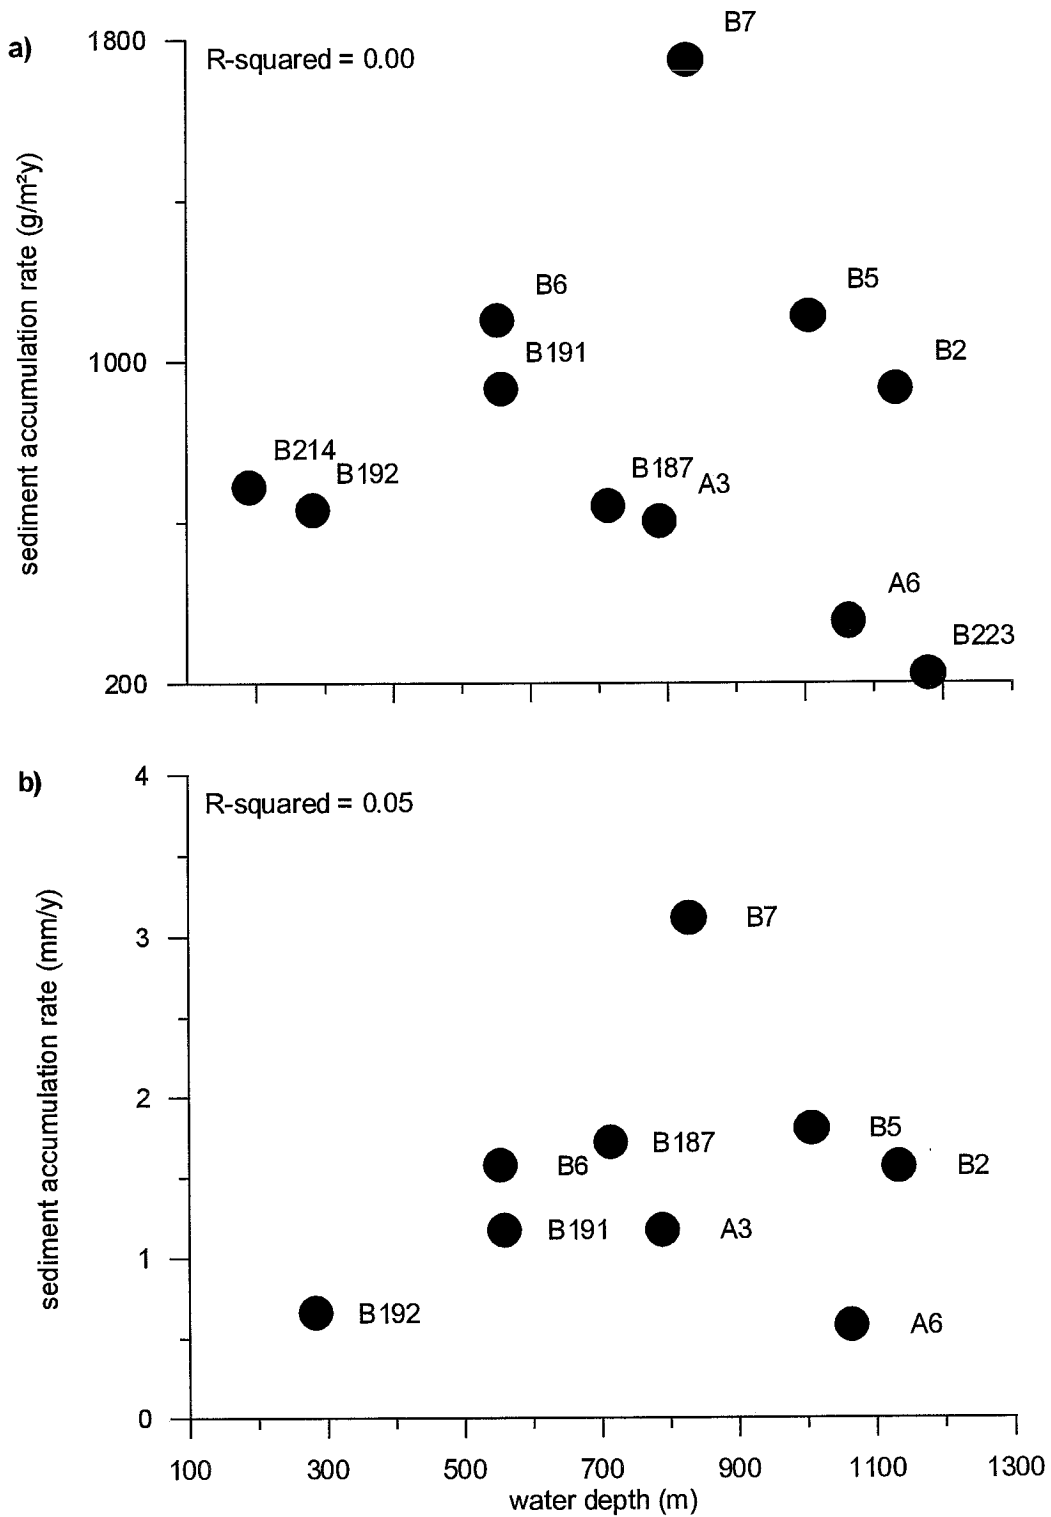 a)
B7
1800
R-squared = 0.00
sediment accumulation rate (g/m²y)
B6
B5
B191
1000
B2
B214
B192
B187
A3
A6
B223
200
b)
4
R-squared = 0.05
sediment accumulation rate (mm/y)
B7
3
2
B5
B187
B6
B2
B191
A3
1
B192
A6
0
100 300 500 700 900 1100 1300
water depth (m)